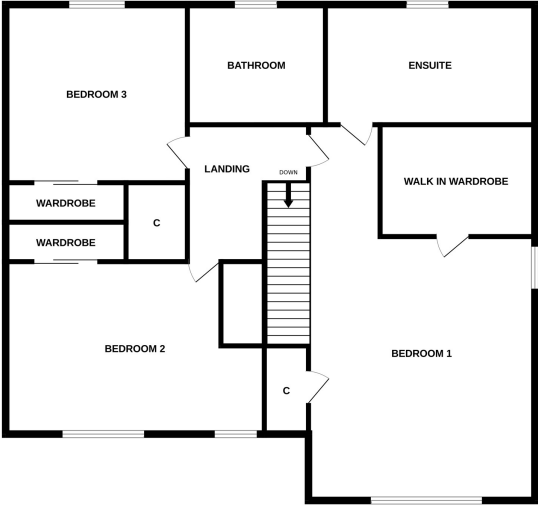 BATHROOM
ENSUITE
BEDROOM 3
LANDING
DOWN
WALK IN WARDROBE
WARDROBE
C
WARDROBE
BEDROOM 2
BEDROOM 1
C